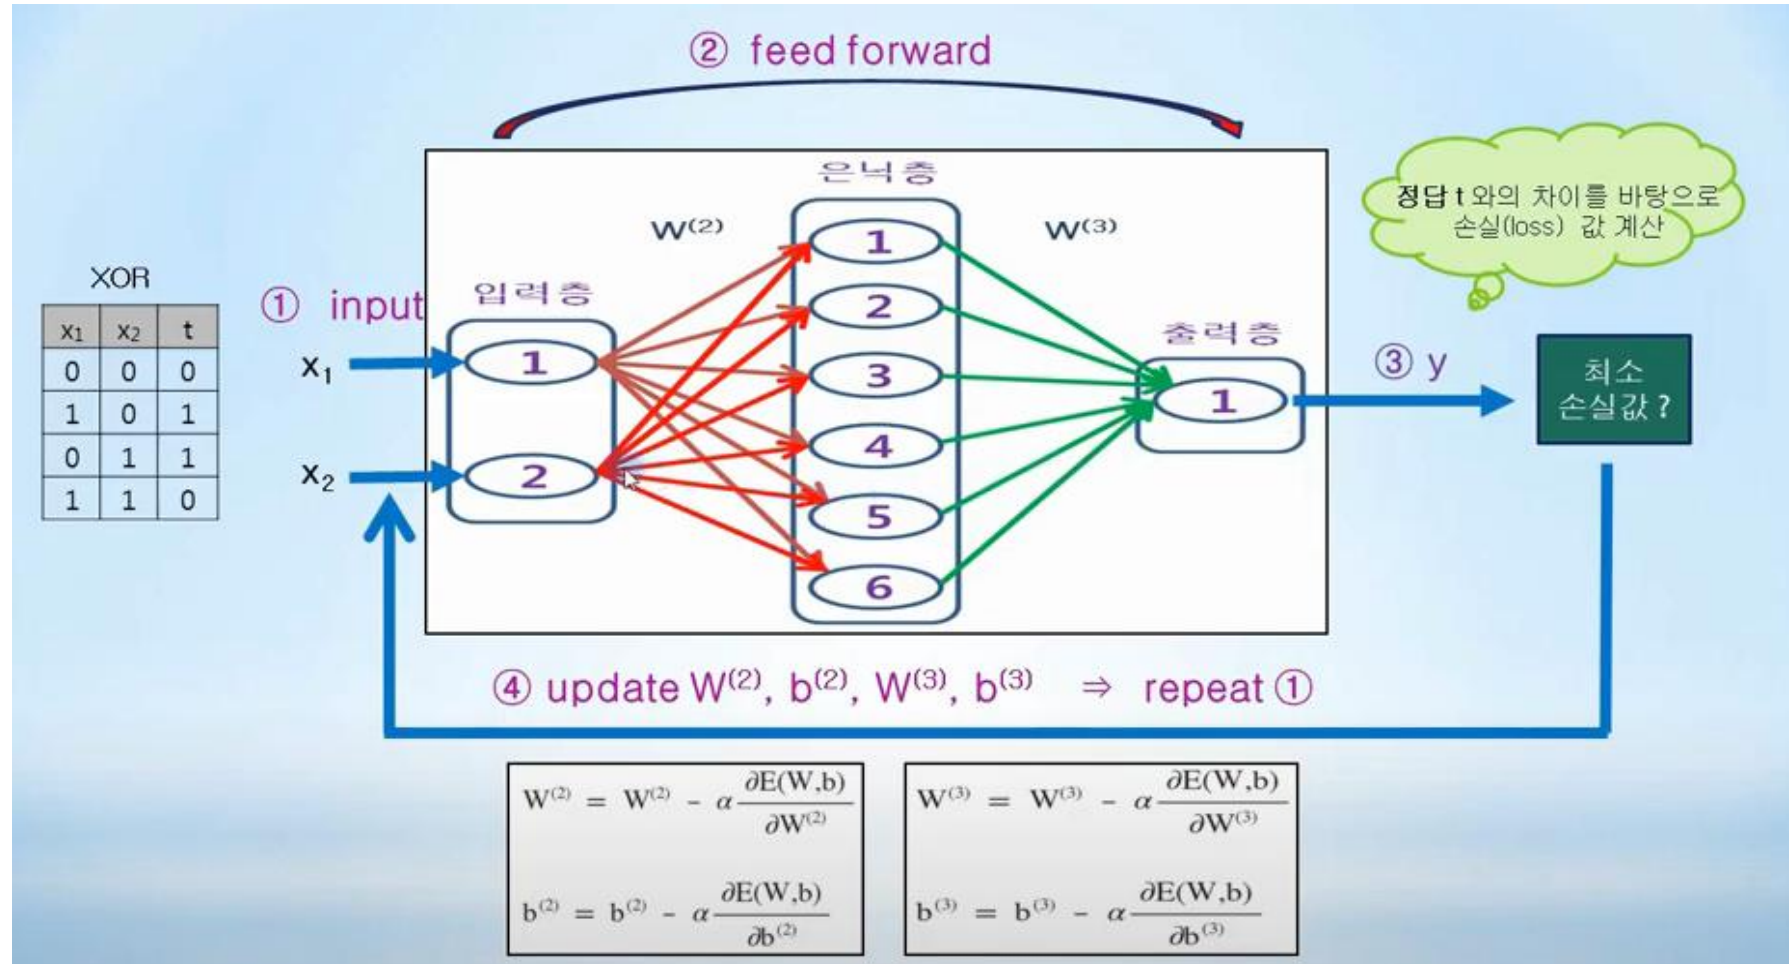 ② feed forward
은닉층
정답 t 와의 차이를 바탕으로
손실(loss) 값 계산
W⁽²⁾
W⁽³⁾
XOR
x₁ x₂ t
0 0 0
1 0 1
0 1 1
1 1 0
① input
입력층
x₁
x₂
1
2
1
2
3
4
5
6
출력층
1
③ y
최소
손실값 ?
④ update W⁽²⁾, b⁽²⁾, W⁽³⁾, b⁽³⁾ ⇒ repeat ①
W⁽²⁾ = W⁽²⁾ - α ∂E(W,b)/∂W⁽²⁾
b⁽²⁾ = b⁽²⁾ - α ∂E(W,b)/∂b⁽²⁾
W⁽³⁾ = W⁽³⁾ - α ∂E(W,b)/∂W⁽³⁾
b⁽³⁾ = b⁽³⁾ - α ∂E(W,b)/∂b⁽³⁾